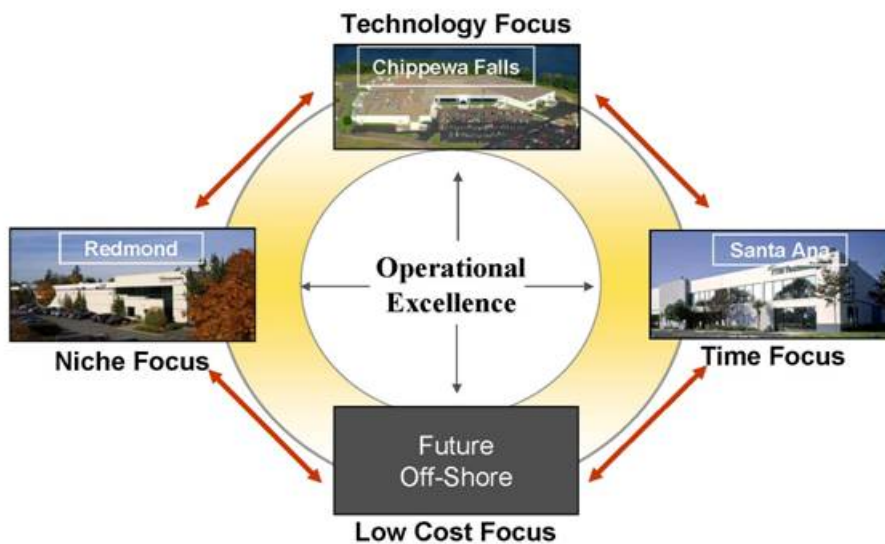 Technology Focus
Chippewa Falls
Redmond
Santa Ana
Operational
Excellence
Niche Focus
Time Focus
Future
Off-Shore
Low Cost Focus